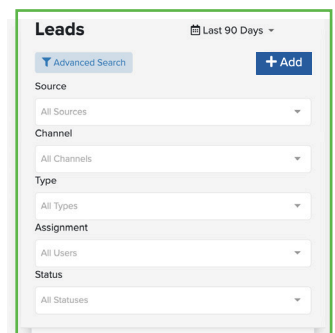 Leads
Last 90 Days
Advanced Search
Add
Source
All Sources
Channel
All Channels
Type
All Types
Assignment
All Users
Status
All Statuses